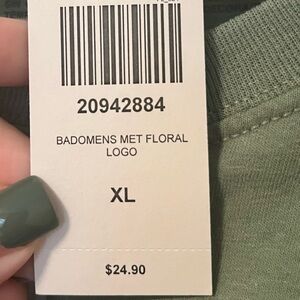 20942884
BADOMENS MET FLORAL
LOGO
XL
$24.90